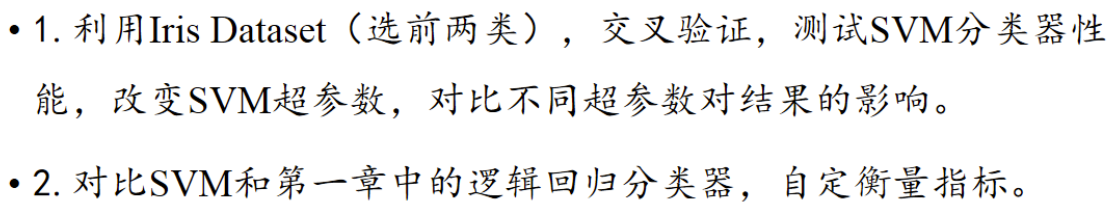 • 1. 利用Iris Dataset（选前两类），交叉验证，测试SVM分类器性
能，改变SVM超参数，对比不同超参数对结果的影响。
• 2. 对比SVM和第一章中的逻辑回归分类器，自定衡量指标。